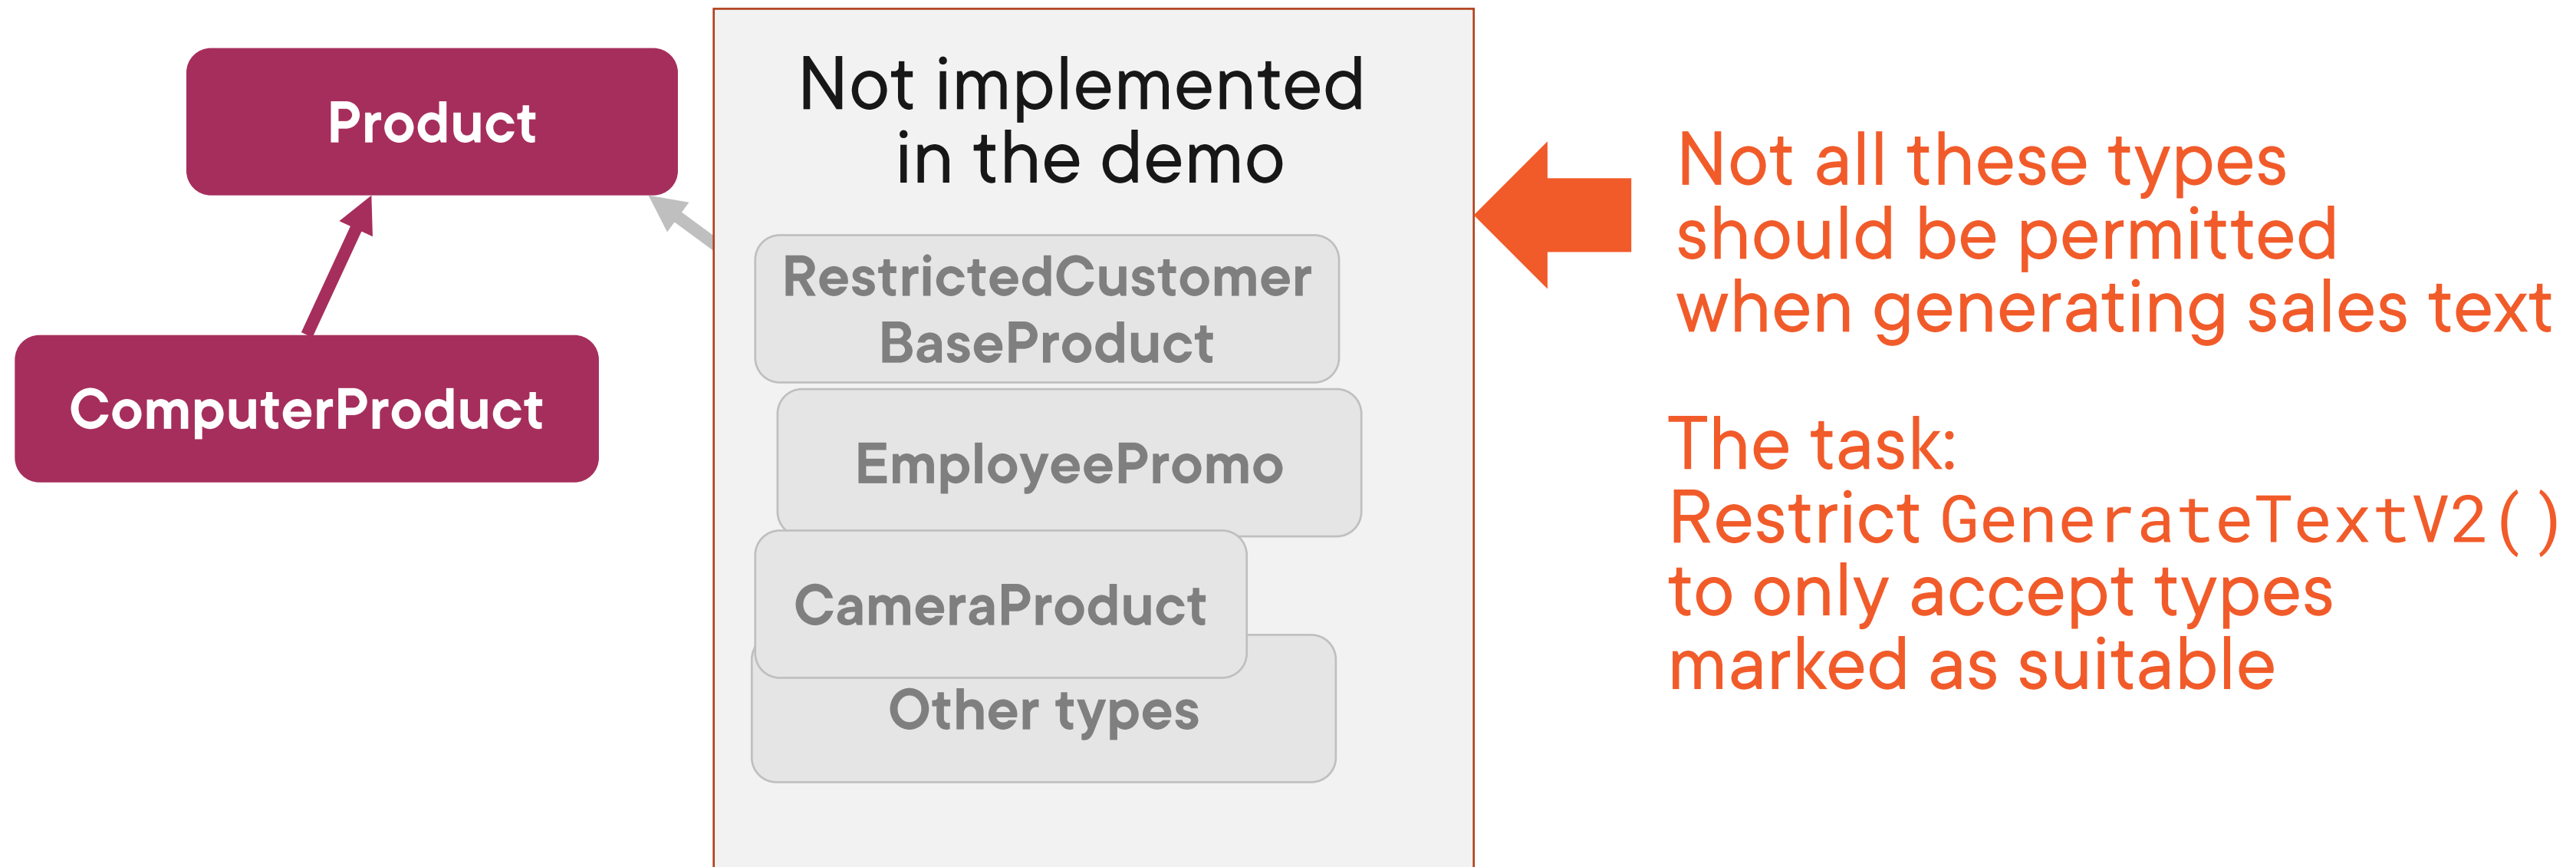 Product
ComputerProduct
Not implemented
in the demo
RestrictedCustomer
BaseProduct
EmployeePromo
CameraProduct
Other types
Not all these types
should be permitted
when generating sales text
The task:
Restrict GenerateTextV2()
to only accept types
marked as suitable